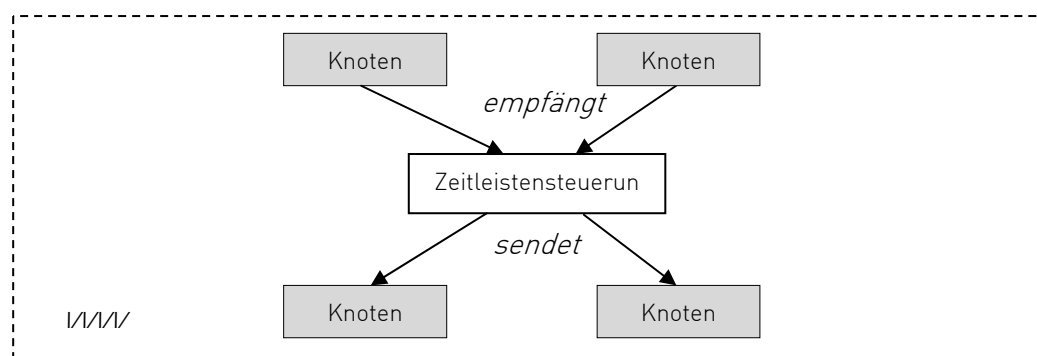 Knoten Knoten
empfängt
Zeitleistensteuerun
sendet
Knoten Knoten